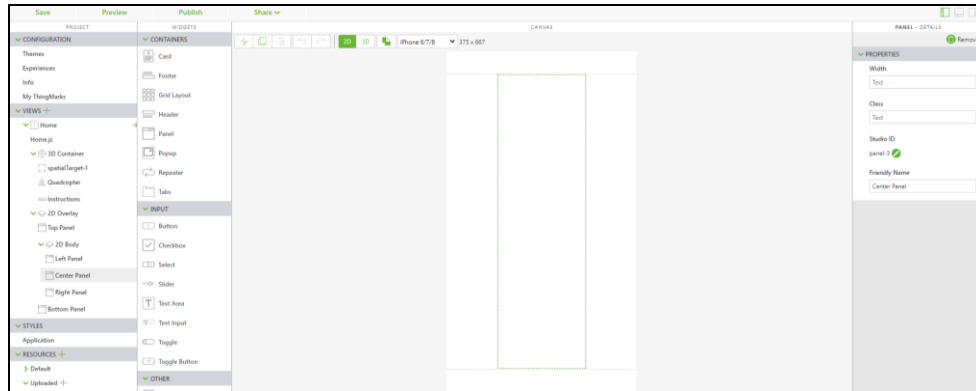 Save
Preview
Publish
Share
PROJECT
CONFIGURATION
Themes
Experiences
Info
My ThingMarks
VIEWS
Home
Home.js
3D Container
spatialTarget-1
Quadcopter
Instructions
2D Overlay
Top Panel
2D Body
Left Panel
Center Panel
Right Panel
Bottom Panel
STYLES
Application
RESOURCES
Default
Uploaded
WIDGETS
CONTAINERS
Card
Footer
Grid Layout
Header
Panel
Popup
Repeater
Tabs
INPUT
Button
Checkbox
Select
Slider
Text Area
Text Input
Toggle
Toggle Button
OTHER
CANVAS
2D
3D
iPhone 6/7/8
375 x 667
PANEL - DETAILS
Remov
PROPERTIES
Width
Text
Class
Text
Studio ID
panel-3
Friendly Name
Center Panel